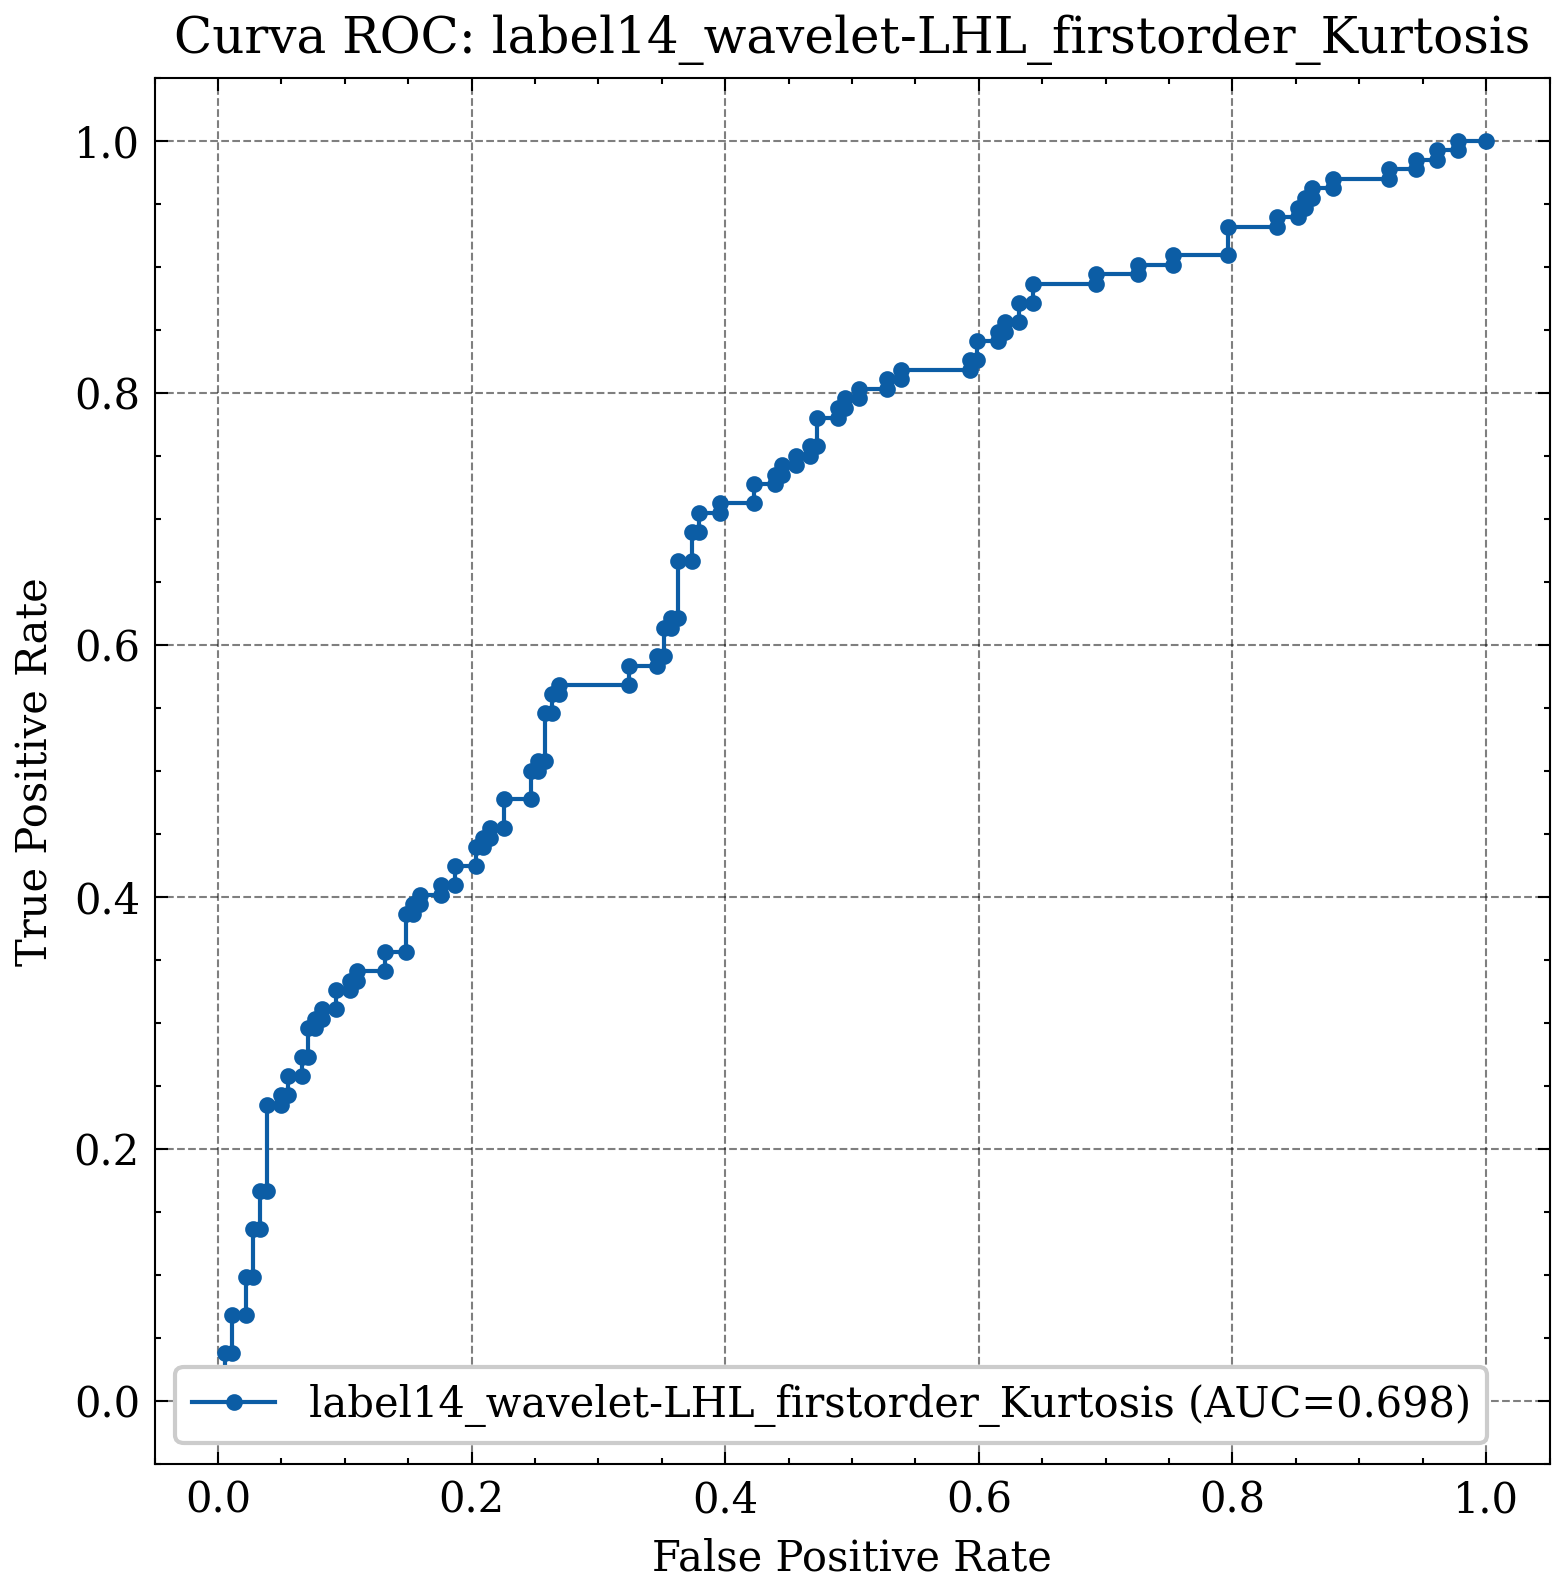 Curva ROC: label14_wavelet-LHL_firstorder_Kurtosis
True Positive Rate
1.0
0.8
0.6
0.4
0.2
0.0
label14_wavelet-LHL_firstorder_Kurtosis (AUC=0.698)
0.0 0.2 0.4 0.6 0.8 1.0
False Positive Rate